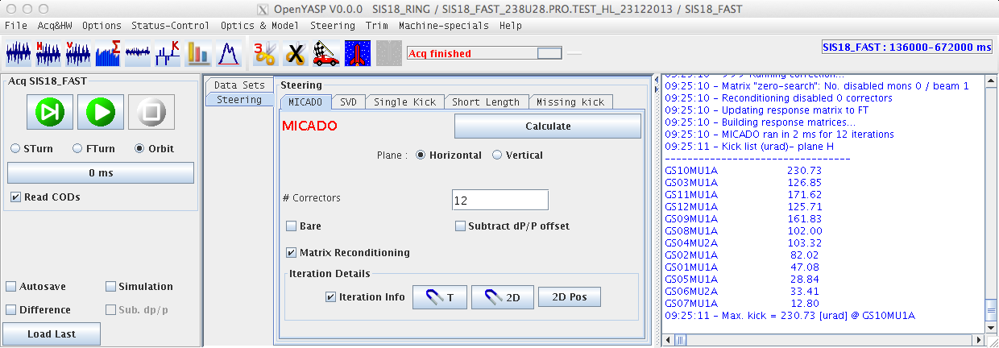 OpenYASP V0.0.0   SIS18_RING / SIS18_FAST_238U28.PRO.TEST_HL_23122013 / SIS18_FAST
File Acq&HW Options Status-Control Optics & Model Steering Trim Machine-specials Help
M V Σ K 3 X Acq finished SIS18_FAST : 136000-672000 ms
Acq SIS18_FAST
STurn FTurn Orbit
0 ms
Read CODs
Autosave Simulation
Difference Sub. dp/p
Load Last
Data Sets
Steering
Steering
MICADO SVD Single Kick Short Length Missing kick
MICADO Calculate
Plane : Horizontal Vertical
# Correctors 12
Bare Subtract dP/P offset
Matrix Reconditioning
Iteration Details
Iteration Info T 2D 2D Pos
09:25:10 - Matrix "zero-search": No. disabled mons 0 / beam 1
09:25:10 - Reconditioning disabled 0 correctors
09:25:10 - Updating response matrix to FT
09:25:10 - Building response matrices...
09:25:10 - MICADO ran in 2 ms for 12 iterations
09:25:11 - Kick list (urad)- plane H
----------------------------------
GS10MU1A 230.73
GS03MU1A 126.85
GS11MU1A 171.62
GS12MU1A 125.71
GS09MU1A 161.83
GS08MU1A 102.00
GS04MU2A 103.32
GS02MU1A 82.02
GS01MU1A 47.08
GS05MU1A 28.84
GS06MU2A 33.41
GS07MU1A 12.80
09:25:11 - Max. kick = 230.73 [urad] @ GS10MU1A